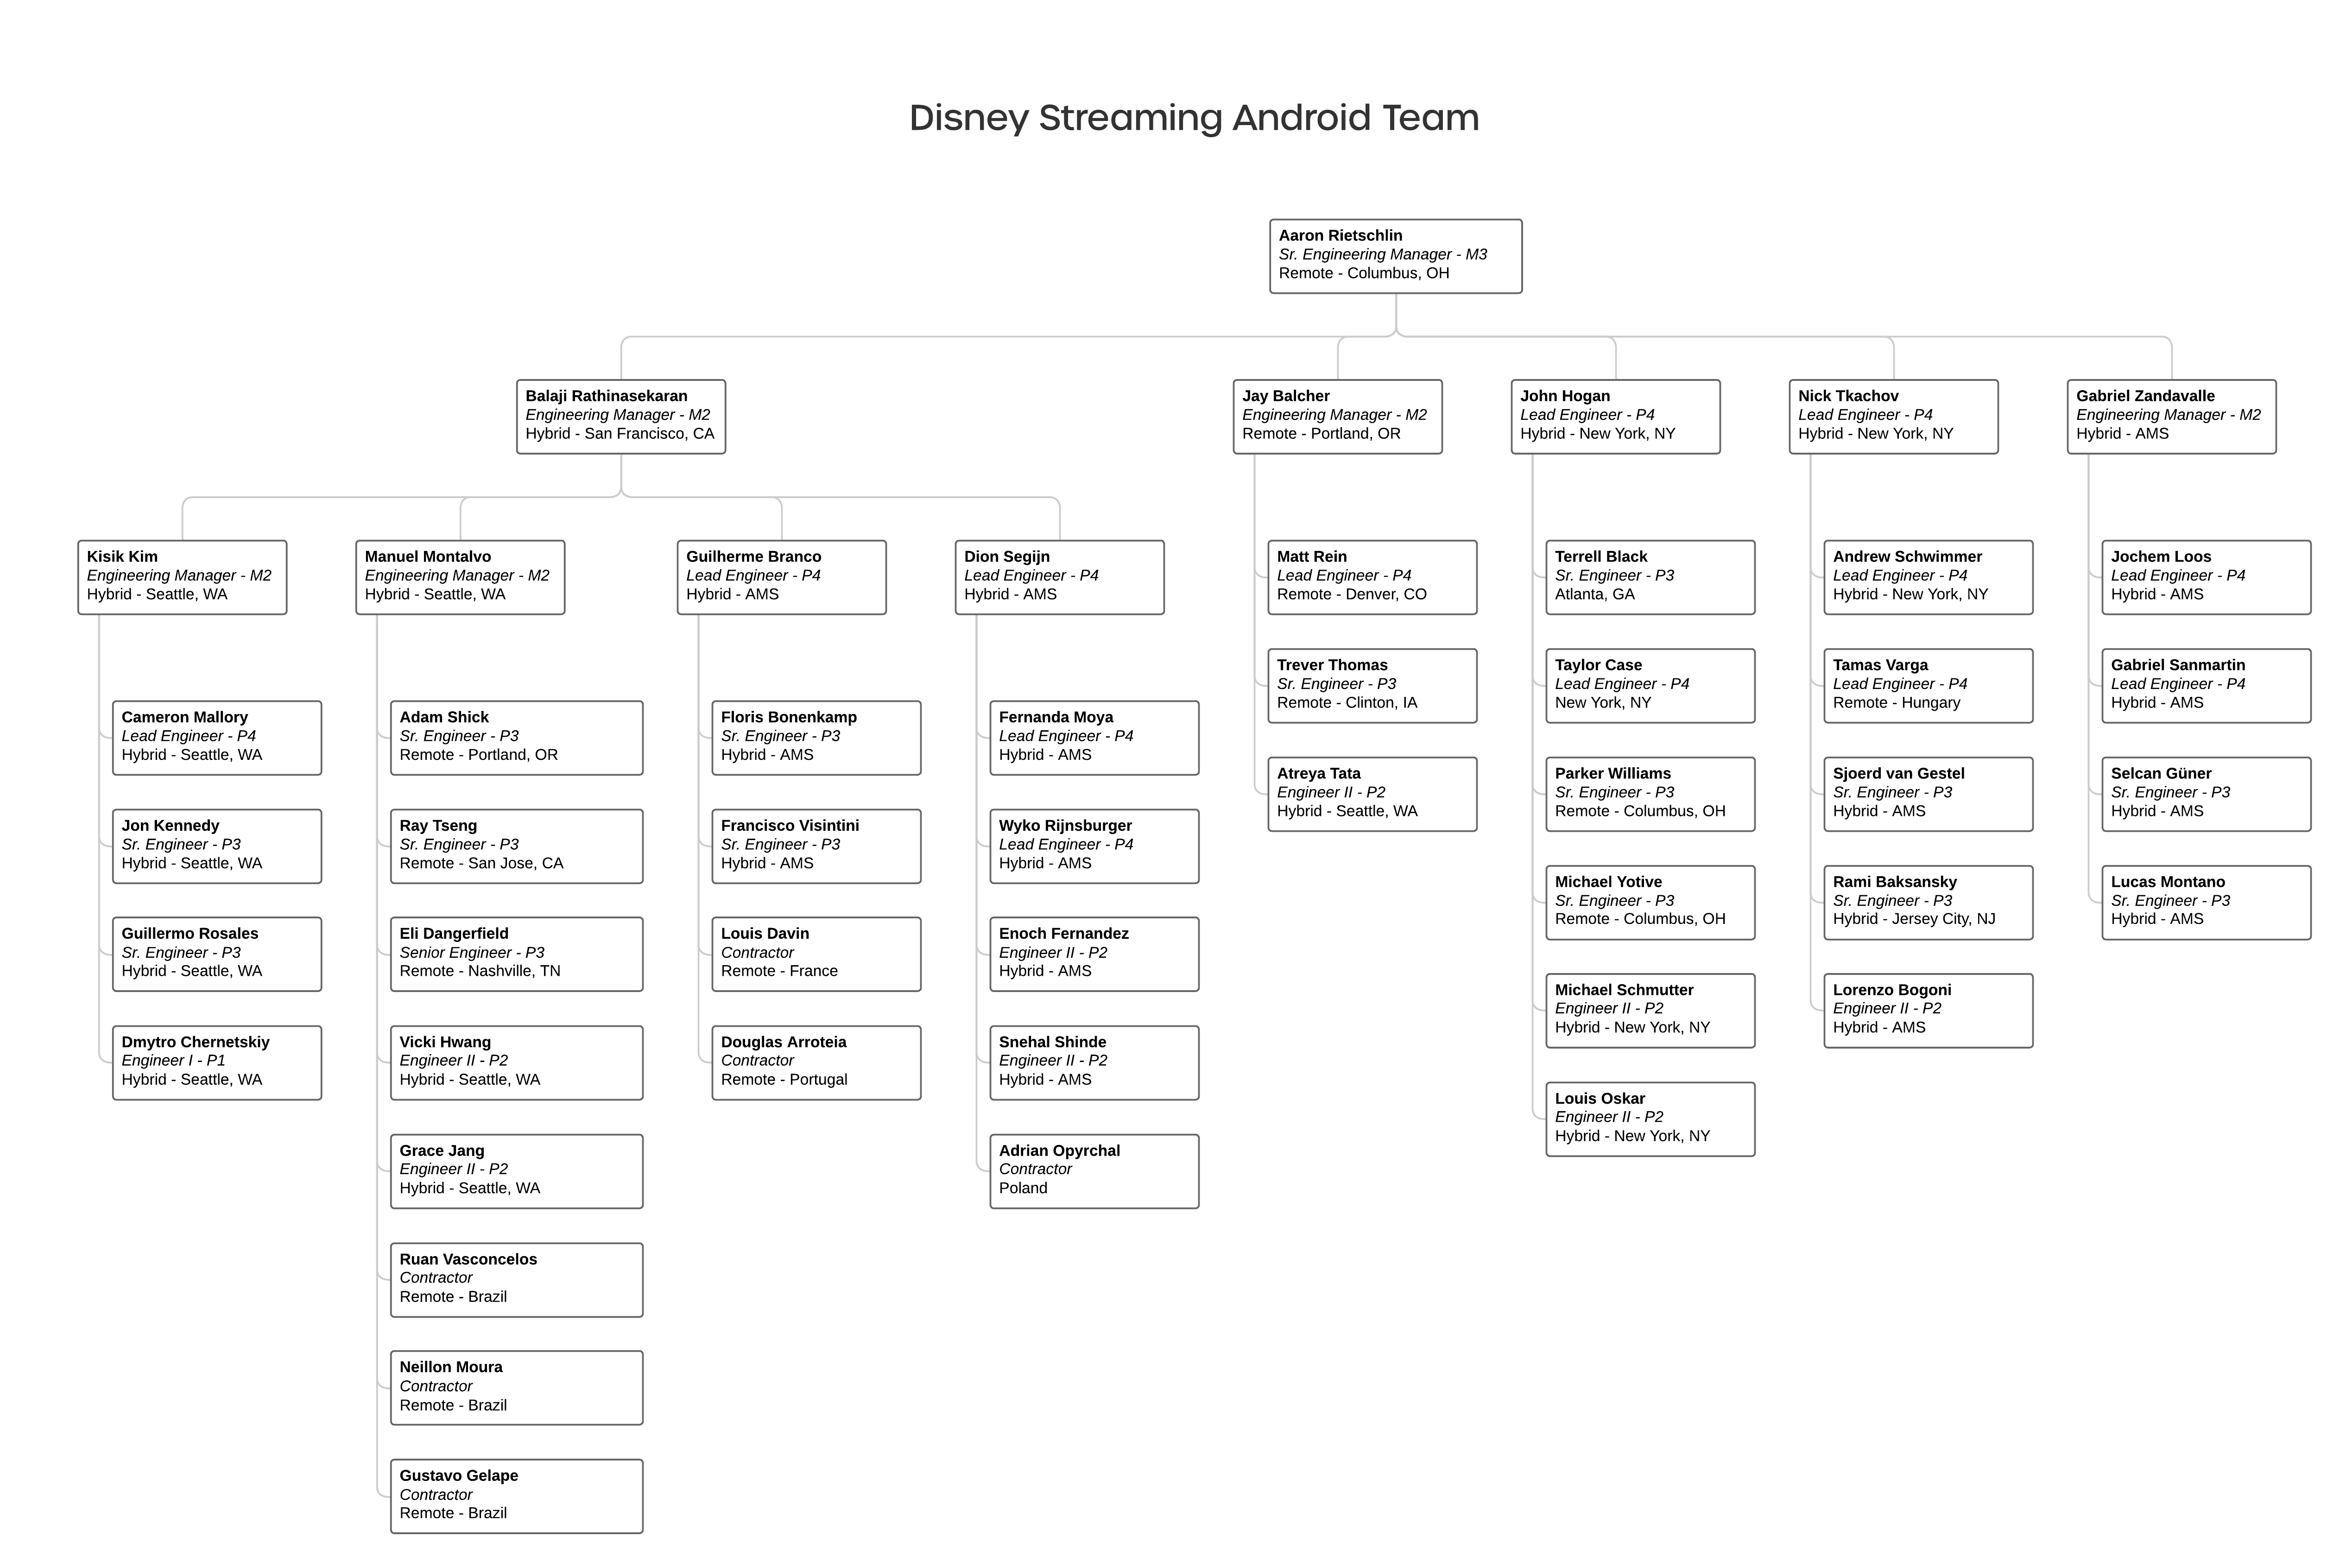 Disney Streaming Android Team
Aaron Rietschlin
Sr. Engineering Manager - M3
Remote - Columbus, OH
Balaji Rathinasekaran
Engineering Manager - M2
Hybrid - San Francisco, CA
Jay Balcher
Engineering Manager - M2
Remote - Portland, OR
John Hogan
Lead Engineer - P4
Hybrid - New York, NY
Nick Tkachov
Lead Engineer - P4
Hybrid - New York, NY
Gabriel Zandavalle
Engineering Manager - M2
Hybrid - AMS
Kisik Kim
Engineering Manager - M2
Hybrid - Seattle, WA
Manuel Montalvo
Engineering Manager - M2
Hybrid - Seattle, WA
Guilherme Branco
Lead Engineer - P4
Hybrid - AMS
Dion Segijn
Lead Engineer - P4
Hybrid - AMS
Cameron Mallory
Lead Engineer - P4
Hybrid - Seattle, WA
Jon Kennedy
Sr. Engineer - P3
Hybrid - Seattle, WA
Guillermo Rosales
Sr. Engineer - P3
Hybrid - Seattle, WA
Dmytro Chernetskiy
Engineer I - P1
Hybrid - Seattle, WA
Adam Shick
Sr. Engineer - P3
Remote - Portland, OR
Ray Tseng
Sr. Engineer - P3
Remote - San Jose, CA
Eli Dangerfield
Senior Engineer - P3
Remote - Nashville, TN
Vicki Hwang
Engineer II - P2
Hybrid - Seattle, WA
Grace Jang
Engineer II - P2
Hybrid - Seattle, WA
Ruan Vasconcelos
Contractor
Remote - Brazil
Neillon Moura
Contractor
Remote - Brazil
Gustavo Gelape
Contractor
Remote - Brazil
Floris Bonenkamp
Sr. Engineer - P3
Hybrid - AMS
Francisco Visintini
Sr. Engineer - P3
Hybrid - AMS
Louis Davin
Contractor
Remote - France
Douglas Arroteia
Contractor
Remote - Portugal
Fernanda Moya
Lead Engineer - P4
Hybrid - AMS
Wyko Rijnsburger
Lead Engineer - P4
Hybrid - AMS
Enoch Fernandez
Engineer II - P2
Hybrid - AMS
Snehal Shinde
Engineer II - P2
Hybrid - AMS
Adrian Opyrchal
Contractor
Poland
Matt Rein
Lead Engineer - P4
Remote - Denver, CO
Trever Thomas
Sr. Engineer - P3
Remote - Clinton, IA
Atreya Tata
Engineer II - P2
Hybrid - Seattle, WA
Terrell Black
Sr. Engineer - P3
Atlanta, GA
Taylor Case
Lead Engineer - P4
New York, NY
Parker Williams
Sr. Engineer - P3
Remote - Columbus, OH
Michael Yotive
Sr. Engineer - P3
Remote - Columbus, OH
Michael Schmutter
Engineer II - P2
Hybrid - New York, NY
Louis Oskar
Engineer II - P2
Hybrid - New York, NY
Andrew Schwimmer
Lead Engineer - P4
Hybrid - New York, NY
Tamas Varga
Lead Engineer - P4
Remote - Hungary
Sjoerd van Gestel
Sr. Engineer - P3
Hybrid - AMS
Rami Baksansky
Sr. Engineer - P3
Hybrid - Jersey City, NJ
Lorenzo Bogoni
Engineer II - P2
Hybrid - AMS
Jochem Loos
Lead Engineer - P4
Hybrid - AMS
Gabriel Sanmartin
Lead Engineer - P4
Hybrid - AMS
Selcan Güner
Sr. Engineer - P3
Hybrid - AMS
Lucas Montano
Sr. Engineer - P3
Hybrid - AMS